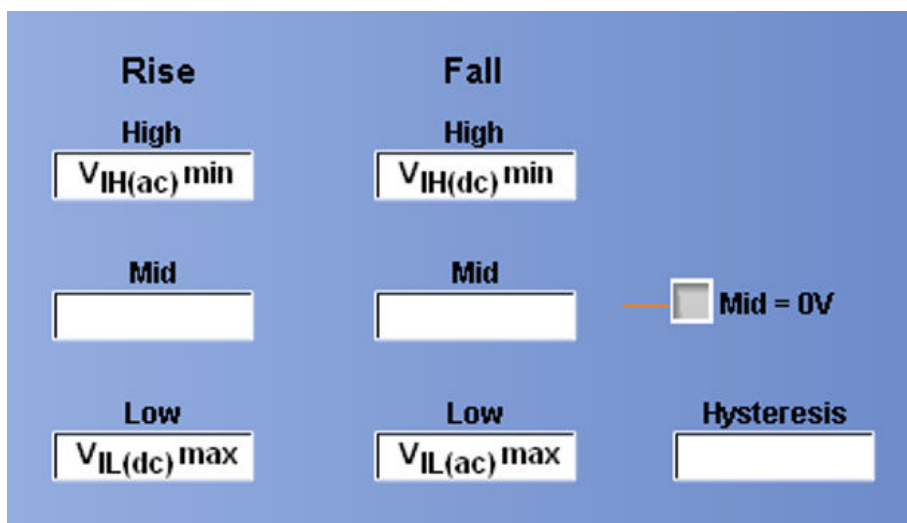 Rise Fall
High High
VIH(ac) min VIH(dc) min
Mid Mid
Mid = 0V
Low Low Hysteresis
VIL(dc) max VIL(ac) max